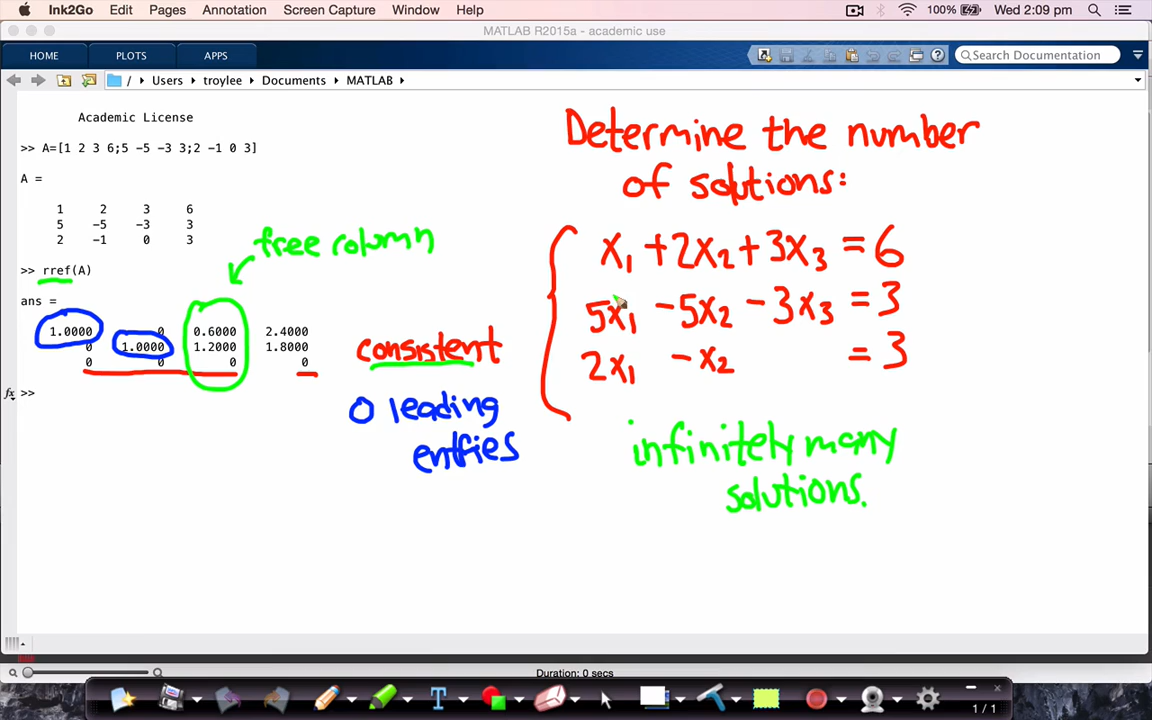 Ink2Go Edit Pages Annotation Screen Capture Window Help 100% Wed 2:09 pm
MATLAB R2015a - academic use
HOME PLOTS APPS Search Documentation
/ Users troylee Documents MATLAB
Academic License
>> A=[1 2 3 6;5 -5 -3 3;2 -1 0 3]
A =
1 2 3 6
5 -5 -3 3
2 -1 0 3
>> rref(A)
ans =
1.0000 0 0.6000 2.4000
0 1.0000 1.2000 1.8000
0 0 0 0
fx >>
free column
consistent
O leading
entries
Determine the number
of solutions:
x₁ +2x₂ +3x₃ = 6
5x₁ -5x₂ -3x₃ = 3
2x₁ -x₂ = 3
infinitely many
solutions.
Duration: 0 secs
T
1 / 1